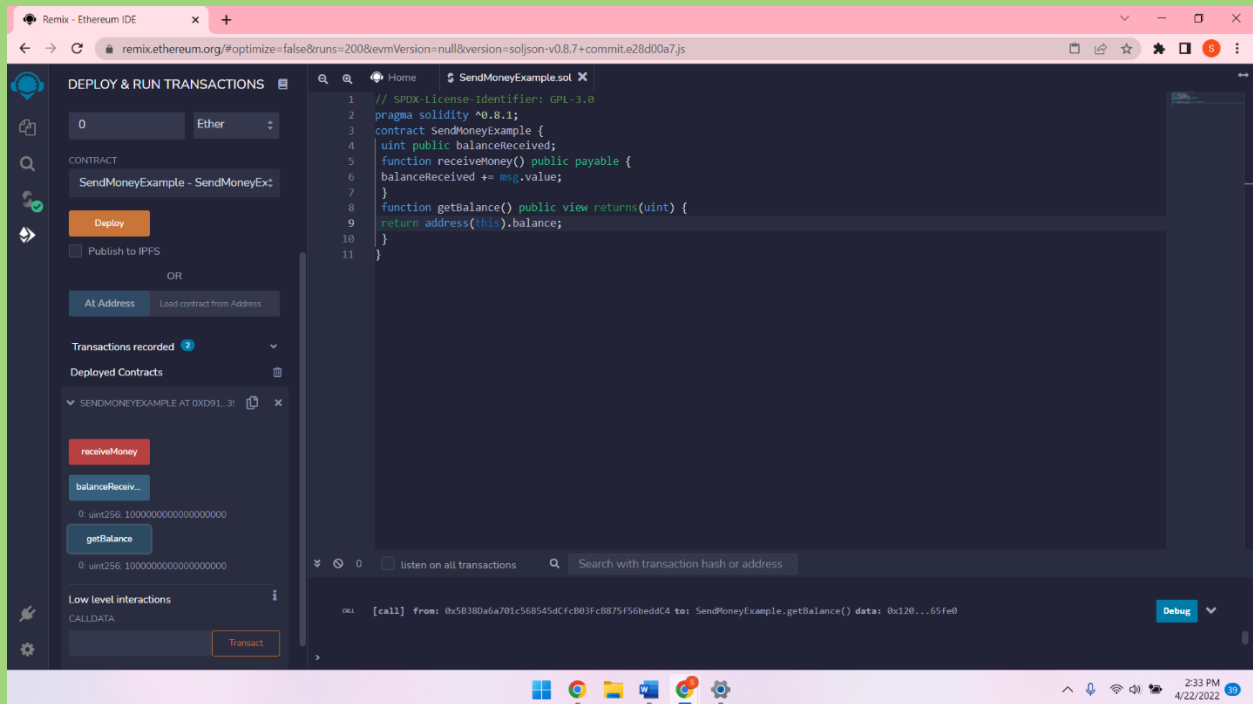 Remix - Ethereum IDE
remix.ethereum.org/#optimize=false&runs=200&evmVersion=null&version=soljson-v0.8.7+commit.e28d00a7.js
S
DEPLOY & RUN TRANSACTIONS
Home
SendMoneyExample.sol
0
Ether
CONTRACT
SendMoneyExample - SendMoneyEx
Deploy
Publish to IPFS
OR
At Address
Load contract from Address
Transactions recorded 2
Deployed Contracts
SENDMONEYEXAMPLE AT 0XD91...3
receiveMoney
balanceReceiv...
0: uint256: 1000000000000000000
getBalance
0: uint256: 1000000000000000000
Low level interactions
i
CALLDATA
Transact
1 // SPDX-License-Identifier: GPL-3.0
2 pragma solidity ^0.8.1;
3 contract SendMoneyExample {
4 uint public balanceReceived;
5 function receiveMoney() public payable {
6 balanceReceived += msg.value;
7 }
8 function getBalance() public view returns(uint) {
9 return address(this).balance;
10 }
11 }
0
listen on all transactions
Search with transaction hash or address
CALL [call] from: 0x5B38Da6a701c568545dCfcB03FcB875f56beddC4 to: SendMoneyExample.getBalance() data: 0x120...65fe0
Debug
>
W
9
2:33 PM
4/22/2022
39